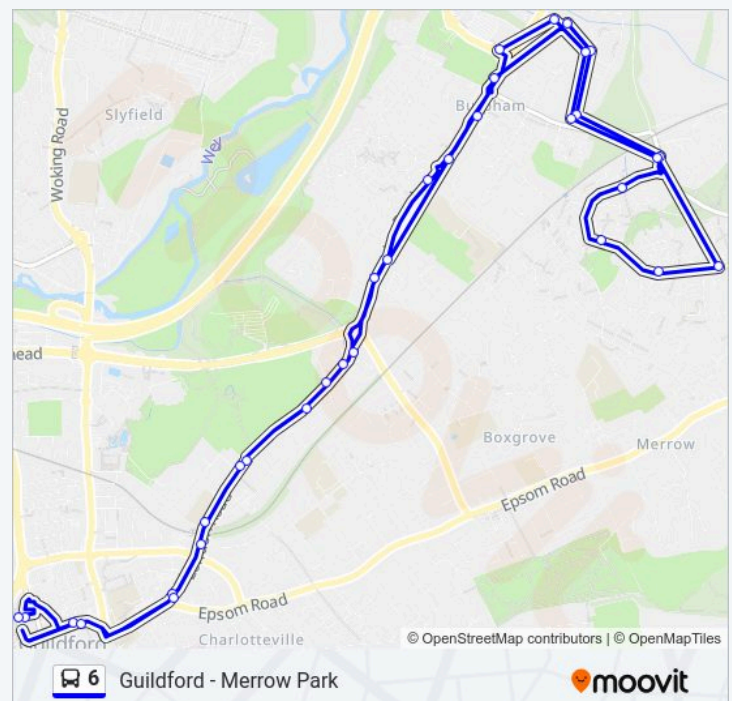 Slyfield
Woking Road
Wey
Burpham
ead
Boxgrove
Merrow
Epsom Road
Epsom Road
Charlotteville
Guildford
© OpenStreetMap contributors | © OpenMapTiles
6 Guildford - Merrow Park
moovit